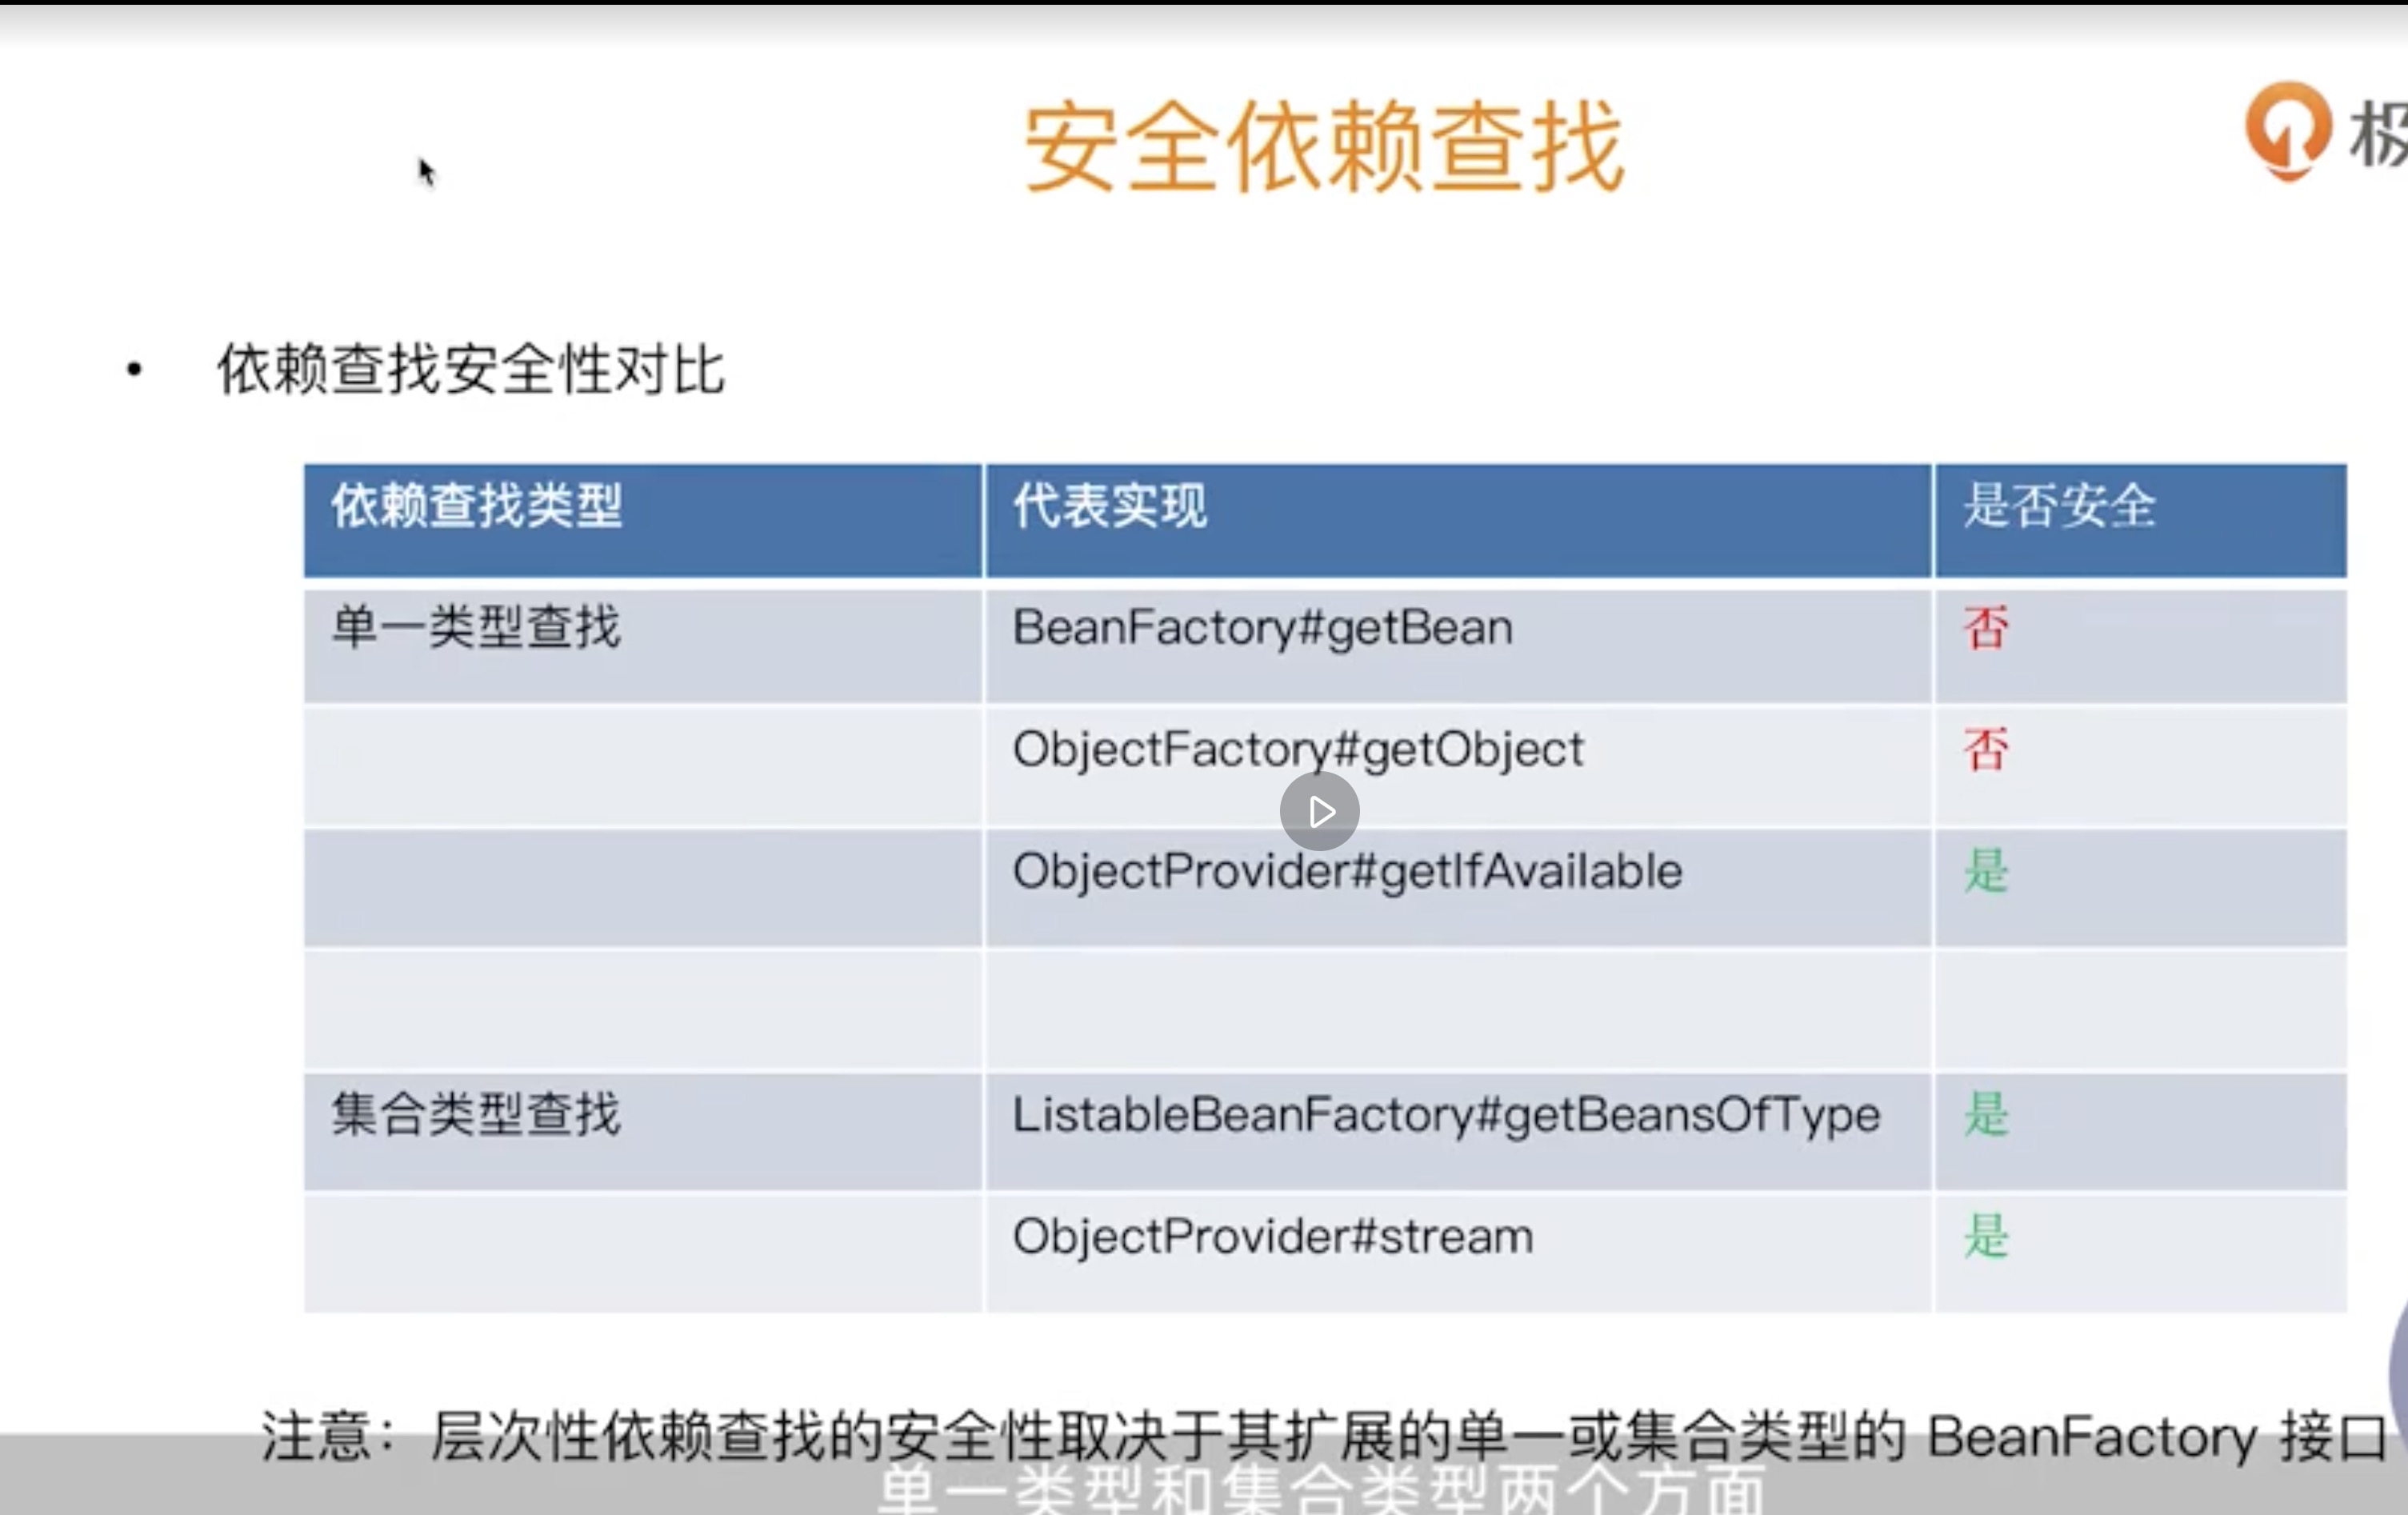 安全依赖查找
极
• 依赖查找安全性对比
依赖查找类型 代表实现 是否安全
单一类型查找 BeanFactory#getBean 否
ObjectFactory#getObject 否
ObjectProvider#getIfAvailable 是
集合类型查找 ListableBeanFactory#getBeansOfType 是
ObjectProvider#stream 是
注意：层次性依赖查找的安全性取决于其扩展的单一或集合类型的 BeanFactory 接口
单一类型和集合类型两个方面